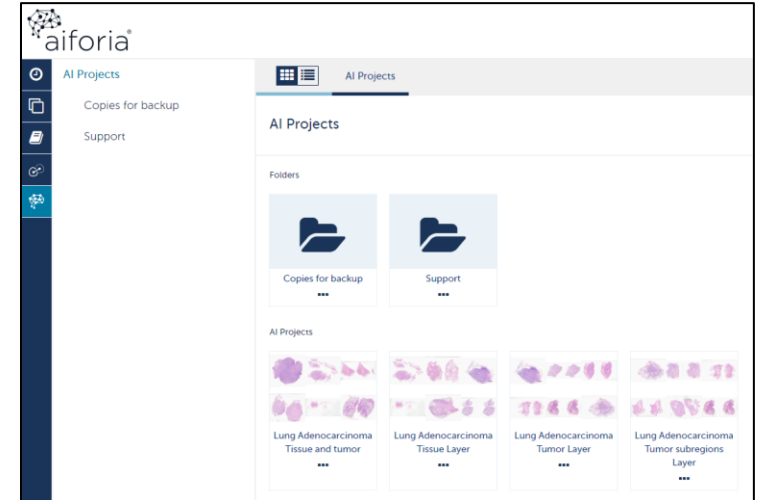 aiforia®
AI Projects
Copies for backup
Support
AI Projects
AI Projects
Folders
Copies for backup
Support
AI Projects
Lung Adenocarcinoma
Tissue and tumor
Lung Adenocarcinoma
Tissue Layer
Lung Adenocarcinoma
Tumor Layer
Lung Adenocarcinoma
Tumor subregions
Layer